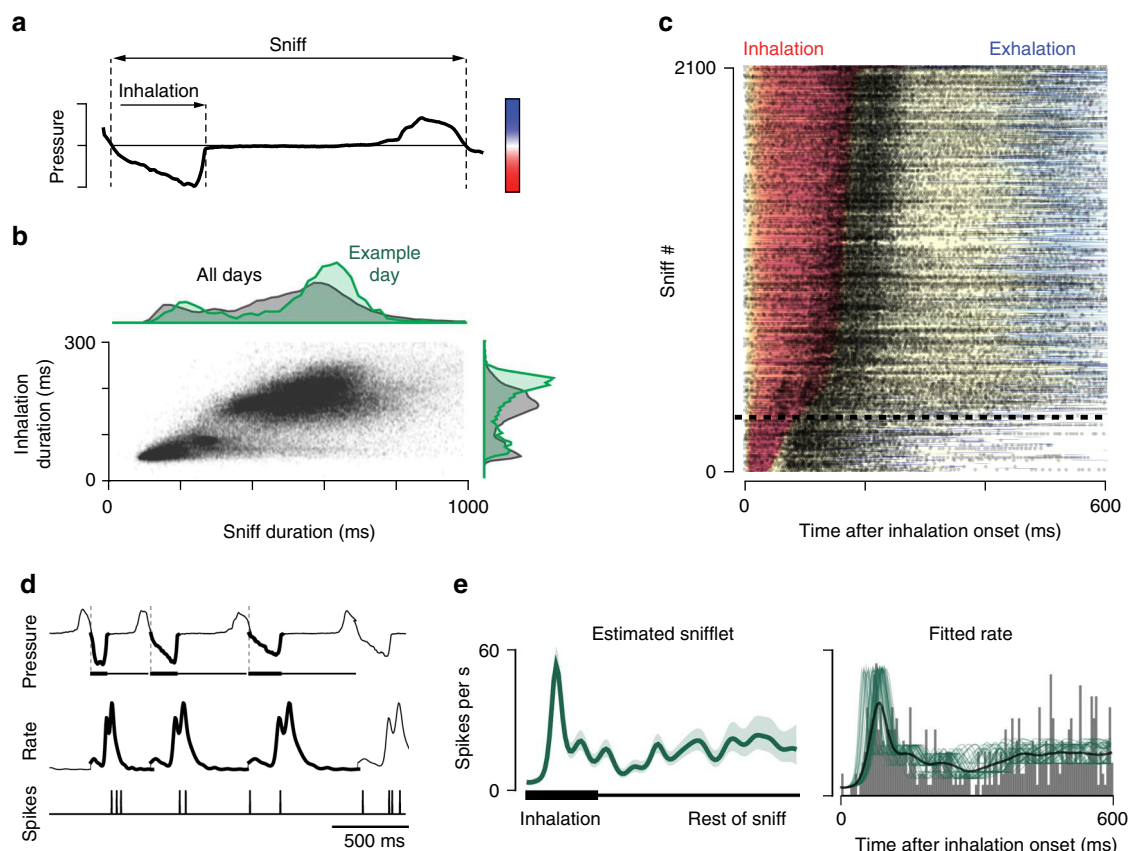 a
Sniff
Inhalation
Pressure
b
All days
Example
day
300
Inhalation
duration (ms)
0
0
1000
Sniff duration (ms)
c
Inhalation
Exhalation
2100
Sniff #
0
0
600
Time after inhalation onset (ms)
d
Pressure
Rate
Spikes
500 ms
e
Estimated snifflet
60
Spikes per s
0
Inhalation
Rest of sniff
Fitted rate
0
600
Time after inhalation onset (ms)